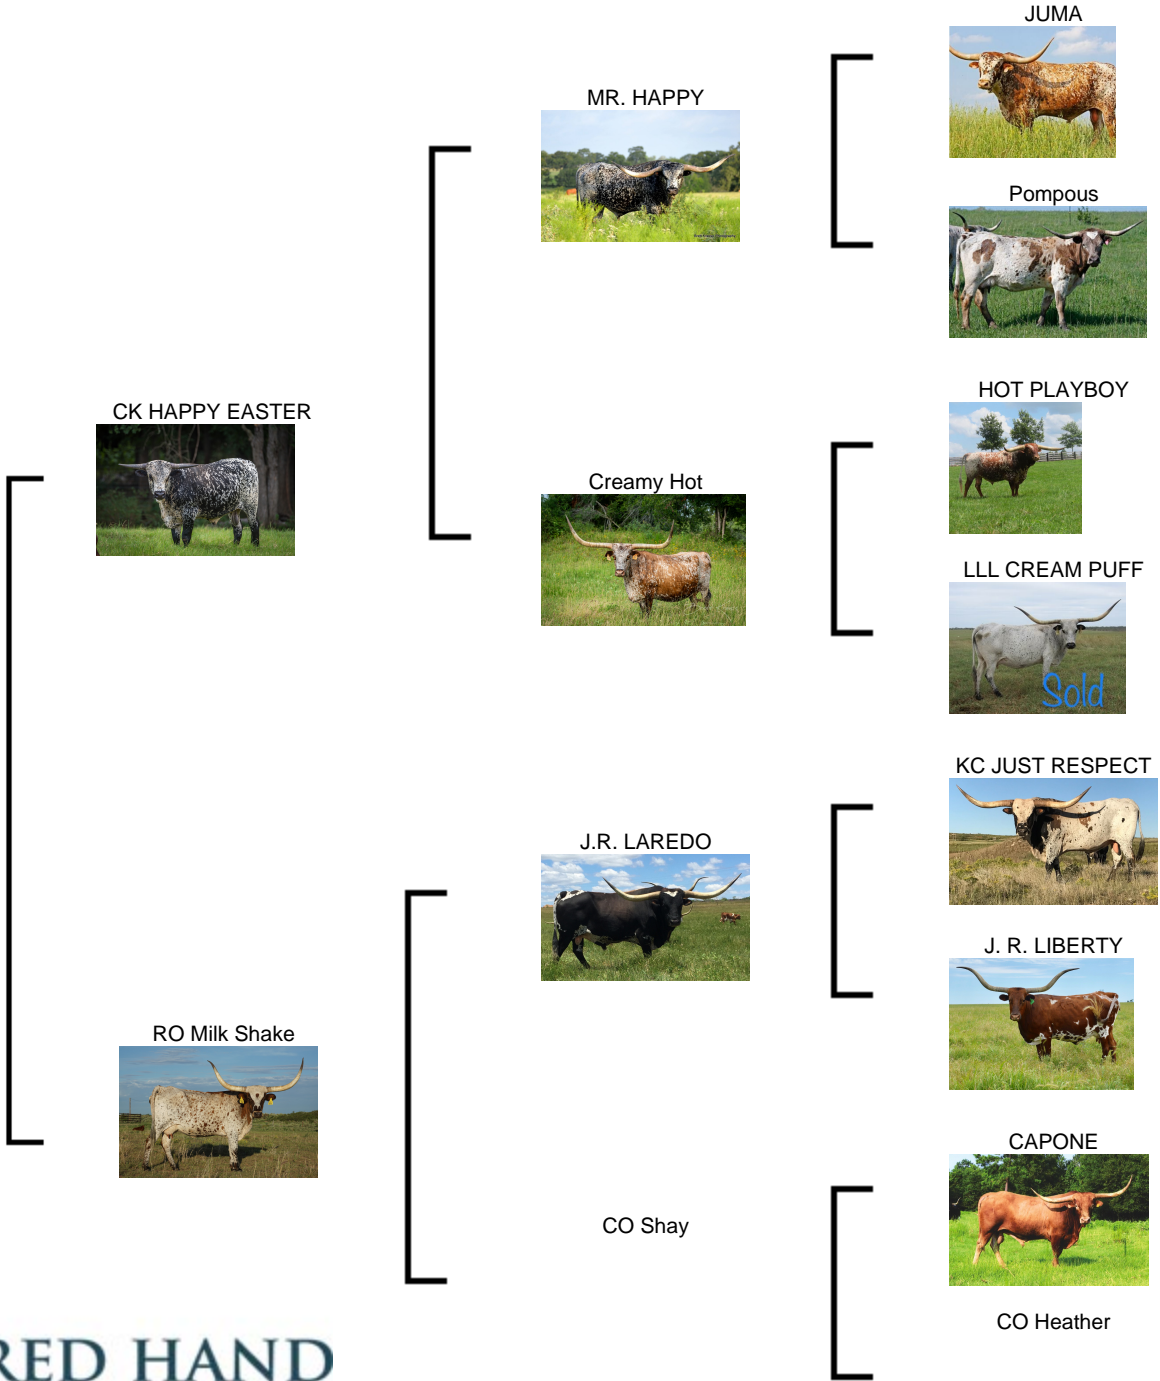 JUMA
MR. HAPPY
Pompous
HOT PLAYBOY
CK HAPPY EASTER
Creamy Hot
LLL CREAM PUFF
Sold
KC JUST RESPECT
J.R. LAREDO
J. R. LIBERTY
RO Milk Shake
CAPONE
CO Shay
CO Heather
RED HAND